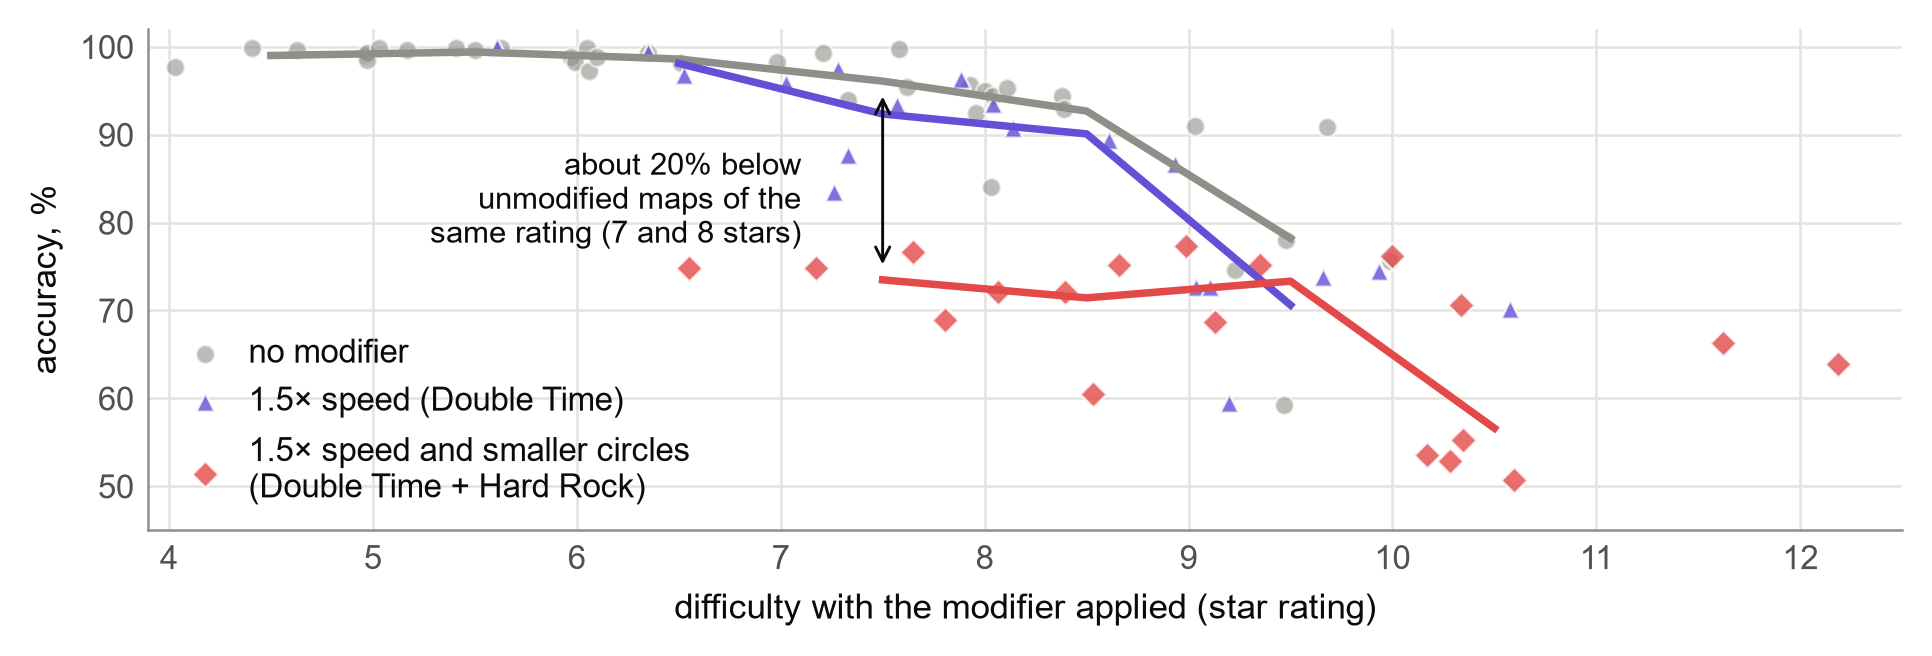 100
90
80
70
60
50
accuracy, %
about 20% below
unmodified maps of the
same rating (7 and 8 stars)
no modifier
1.5× speed (Double Time)
1.5× speed and smaller circles
(Double Time + Hard Rock)
4 5 6 7 8 9 10 11 12
difficulty with the modifier applied (star rating)